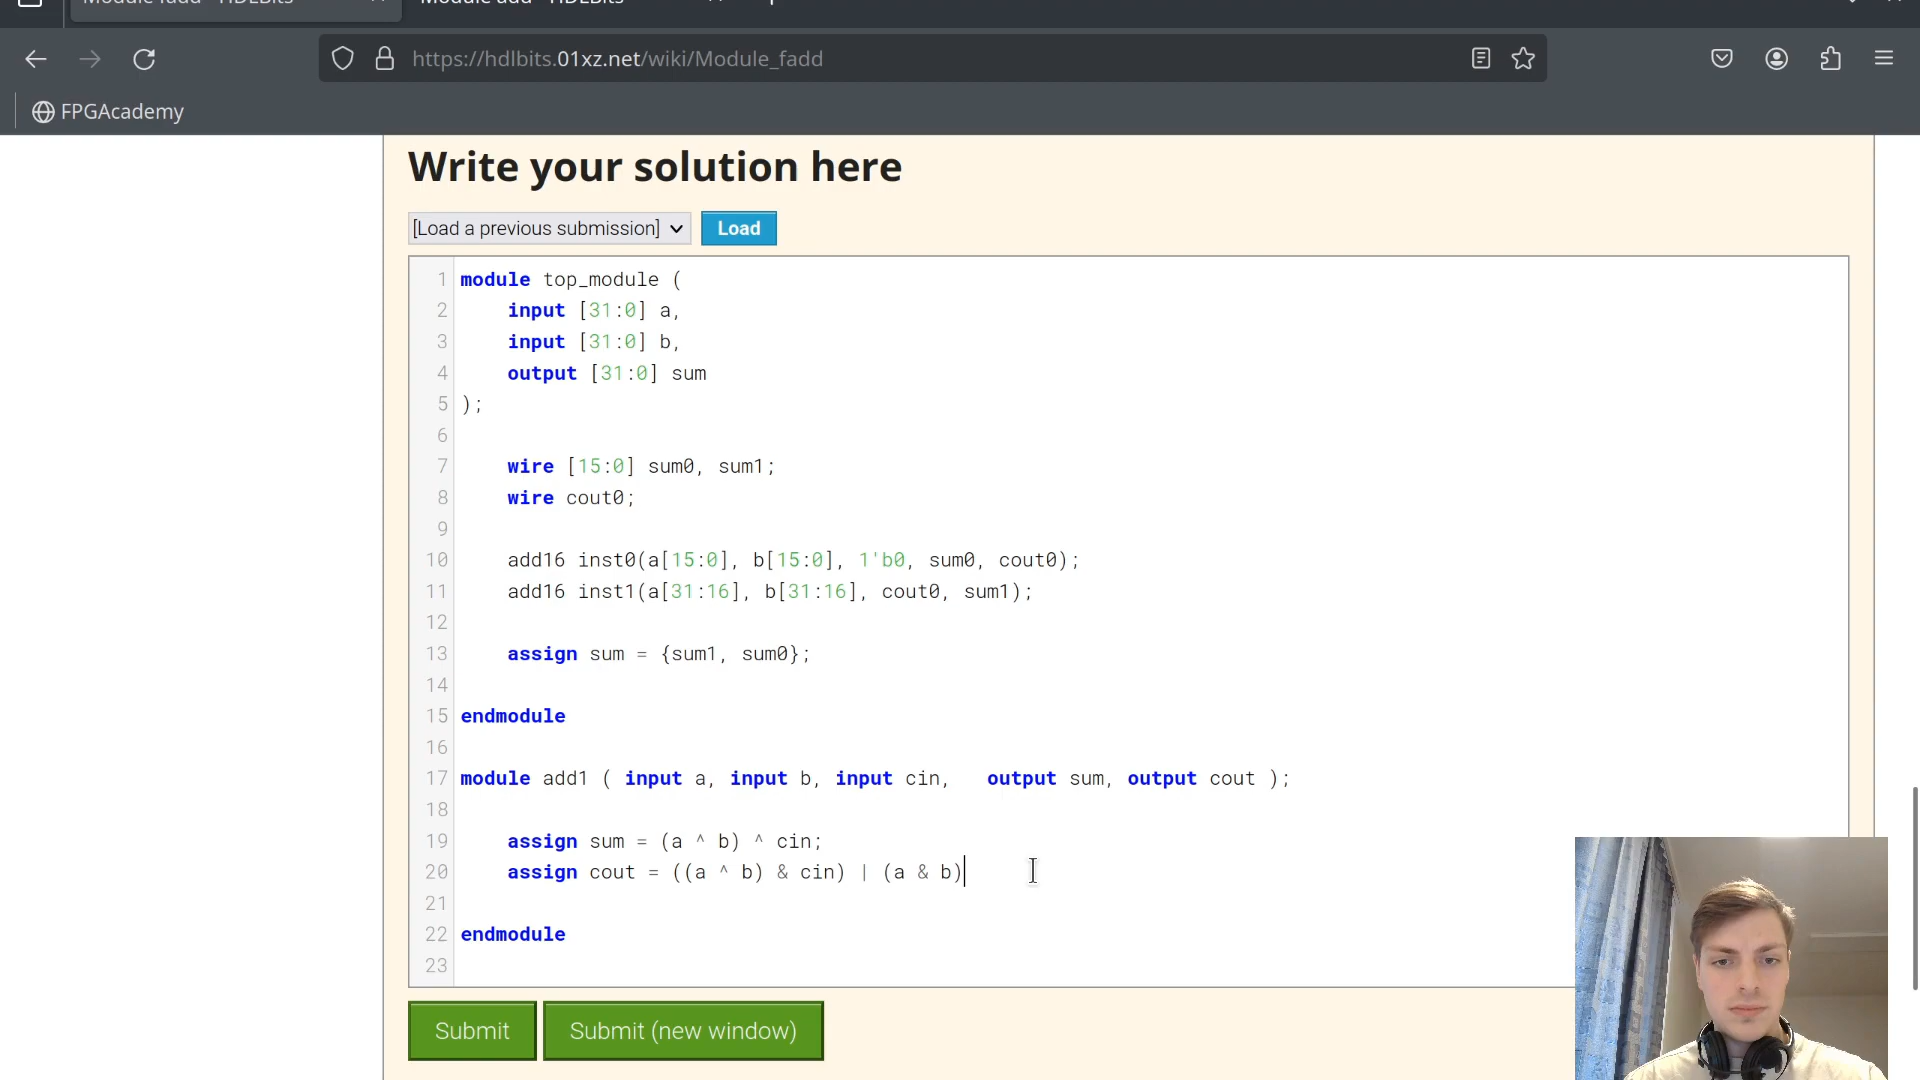 https://hdlbits.01xz.net/wiki/Module_fadd
FPGAcademy
Write your solution here
[Load a previous submission]
Load
1 module top_module (
2 input [31:0] a,
3 input [31:0] b,
4 output [31:0] sum
5 );
6
7 wire [15:0] sum0, sum1;
8 wire cout0;
9
10 add16 inst0(a[15:0], b[15:0], 1'b0, sum0, cout0);
11 add16 inst1(a[31:16], b[31:16], cout0, sum1);
12
13 assign sum = {sum1, sum0};
14
15 endmodule
16
17 module add1 ( input a, input b, input cin,   output sum, output cout );
18
19 assign sum = (a ^ b) ^ cin;
20 assign cout = ((a ^ b) & cin) | (a & b)
21
22 endmodule
23
Submit
Submit (new window)